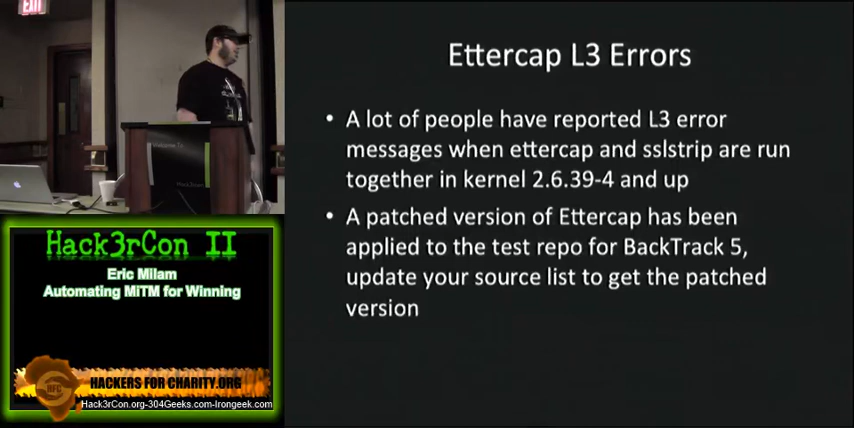 EXIT
Ettercap L3 Errors
• A lot of people have reported L3 error
messages when ettercap and sslstrip are run
together in kernel 2.6.39-4 and up
• A patched version of Ettercap has been
applied to the test repo for BackTrack 5,
update your source list to get the patched
version
Hack3rCon II
Eric Milam
Automating MiTM for Winning
HFC
HACKERS FOR CHARITY.ORG
Hack3rCon.org-304Geeks.com-Irongeek.com